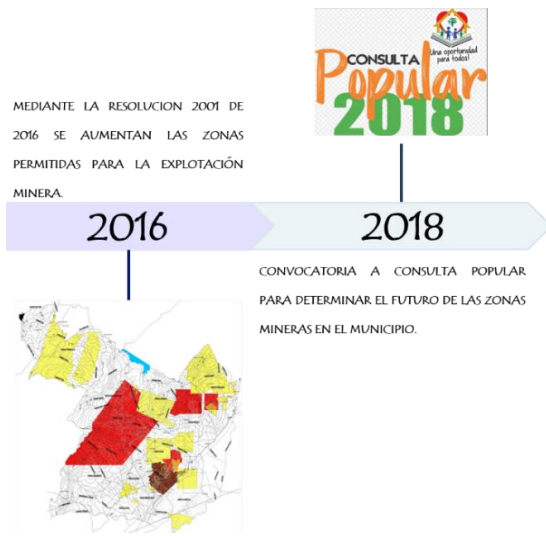 Una oportunidad
para todos!
CONSULTA
Popular
2018
MEDIANTE LA RESOLUCION 2001 DE
2016 SE AUMENTAN LAS ZONAS
PERMITIDAS PARA LA EXPLOTACIÓN
MINERA.
2016
2018
CONVOCATORIA A CONSULTA POPULAR
PARA DETERMINAR EL FUTURO DE LAS ZONAS
MINERAS EN EL MUNICIPIO.